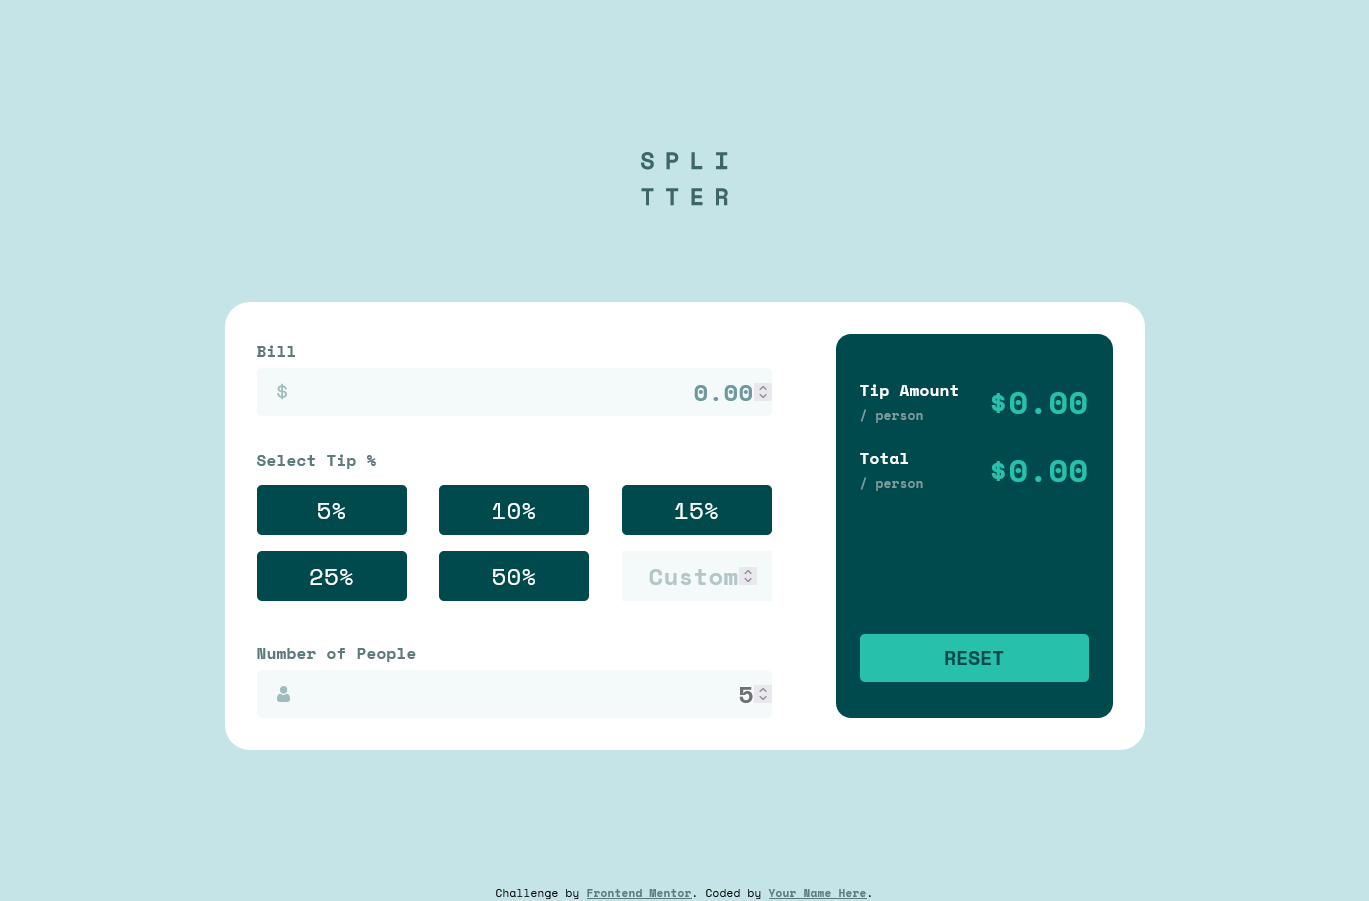 SPLI
TTER
Bill
$ 0.00
Select Tip %
5% 10% 15%
25% 50% Custom
Number of People
5
Tip Amount
/ person
$0.00
Total
/ person
$0.00
RESET
Challenge by Frontend Mentor. Coded by Your Name Here.